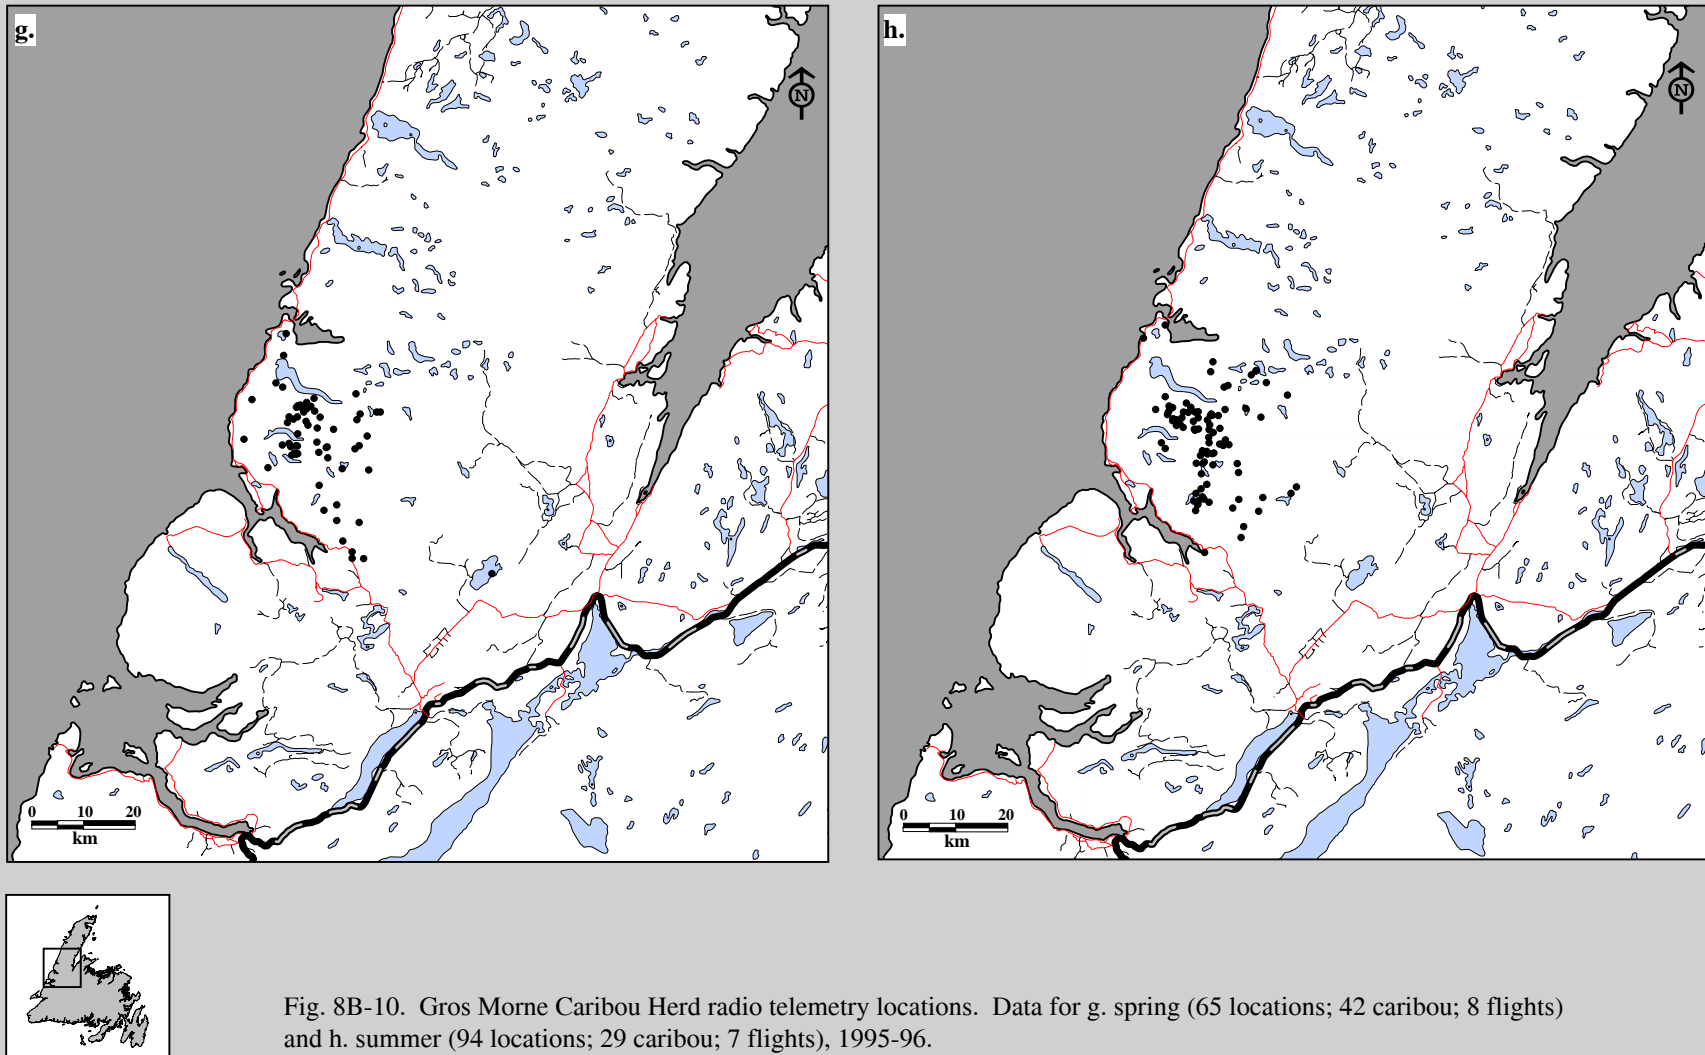 g.
N
0 10 20
km
h.
N
0 10 20
km
Fig. 8B-10. Gros Morne Caribou Herd radio telemetry locations. Data for g. spring (65 locations; 42 caribou; 8 flights)
and h. summer (94 locations; 29 caribou; 7 flights), 1995-96.